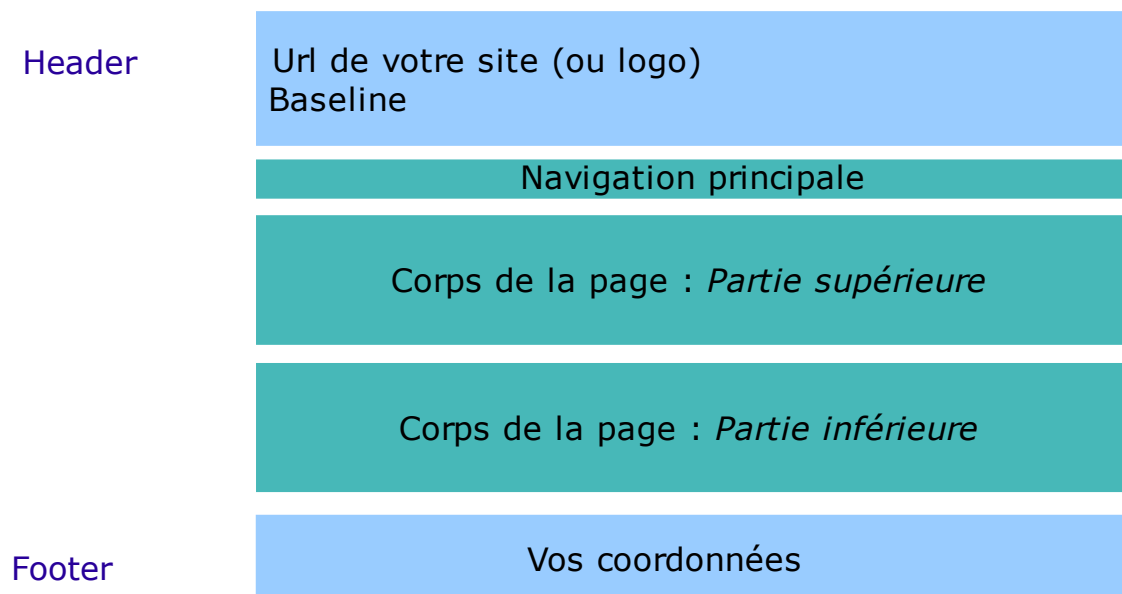 Header
Url de votre site (ou logo)
Baseline
Navigation principale
Corps de la page : Partie supérieure
Corps de la page : Partie inférieure
Footer
Vos coordonnées